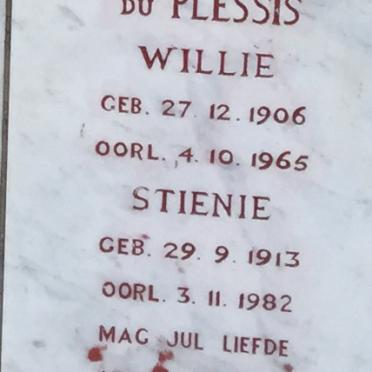 DU PLESSIS
WILLIE
GEB. 27. 12. 1906
OORL. 4. 10. 1965
STIENIE
GEB. 29. 9. 1913
OORL. 3. 11. 1982
MAG JUL LIEFDE